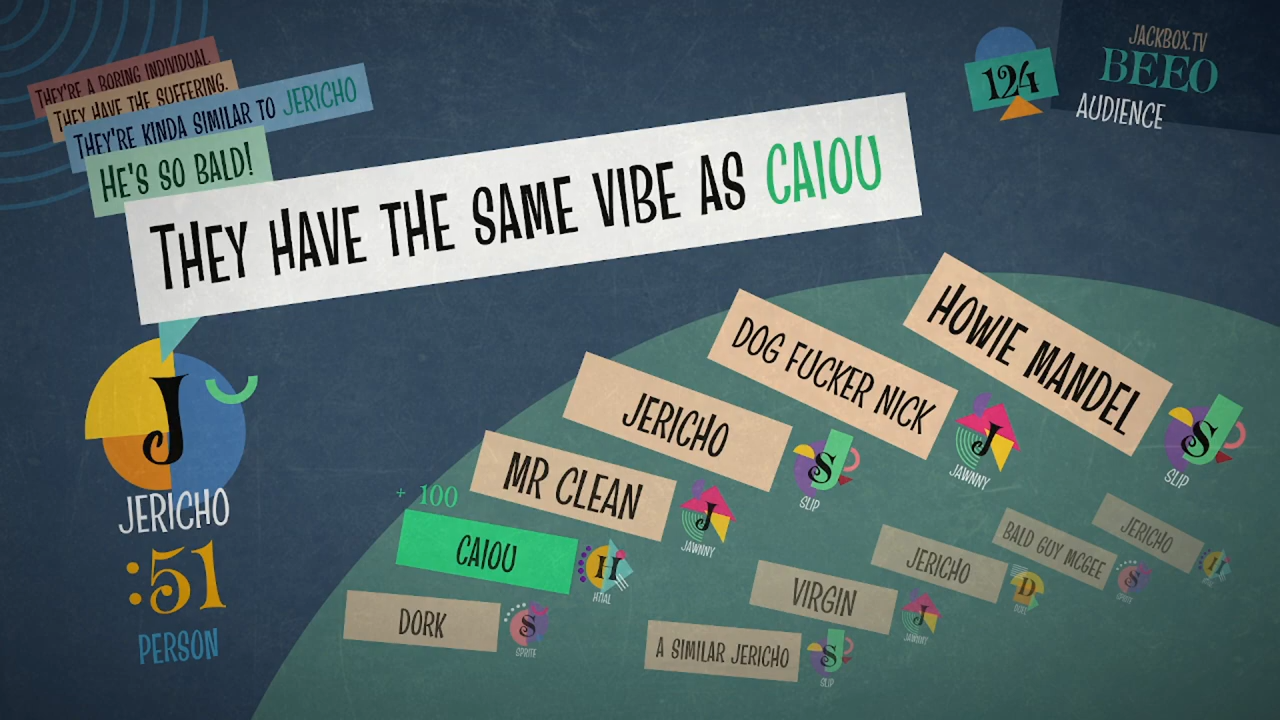 THEY'RE A BORING INDIVIDUAL
THEY HAVE THE SUFFERING.
THEY'RE KINDA SIMILAR TO JERICHO
HE'S SO BALD!
THEY HAVE THE SAME VIBE AS CAIOU
124
JACKBOX.TV
BEEO
AUDIENCE
J
JERICHO
:51
PERSON
HOWIE MANDEL
S
SLIP
DOG FUCKER NICK
J
JAWNNY
JERICHO
S
SLIP
MR CLEAN
J
JAWNNY
+ 100
CAIOU
H
DORK
S
SPRITE
JERICHO
H
BALD GUY MCGEE
S
SPRITE
JERICHO
D
VIRGIN
J
JAWNNY
A SIMILAR JERICHO
S
SLIP